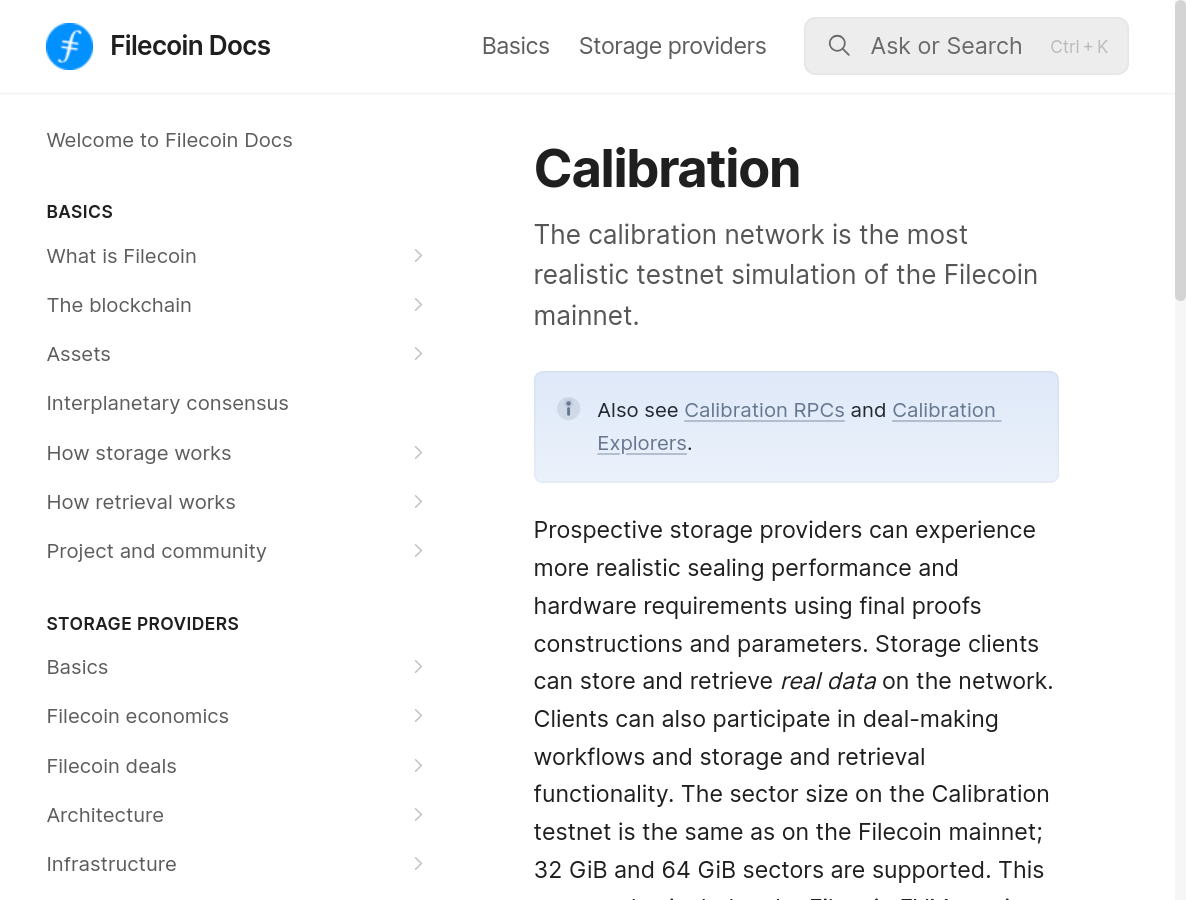 Filecoin Docs
Basics
Storage providers
Ask or Search
Ctrl + K
Welcome to Filecoin Docs
BASICS
What is Filecoin
The blockchain
Assets
Interplanetary consensus
How storage works
How retrieval works
Project and community
STORAGE PROVIDERS
Basics
Filecoin economics
Filecoin deals
Architecture
Infrastructure
Calibration
The calibration network is the most
realistic testnet simulation of the Filecoin
mainnet.
Also see Calibration RPCs and Calibration
Explorers.
Prospective storage providers can experience
more realistic sealing performance and
hardware requirements using final proofs
constructions and parameters. Storage clients
can store and retrieve real data on the network.
Clients can also participate in deal-making
workflows and storage and retrieval
functionality. The sector size on the Calibration
testnet is the same as on the Filecoin mainnet;
32 GiB and 64 GiB sectors are supported. This